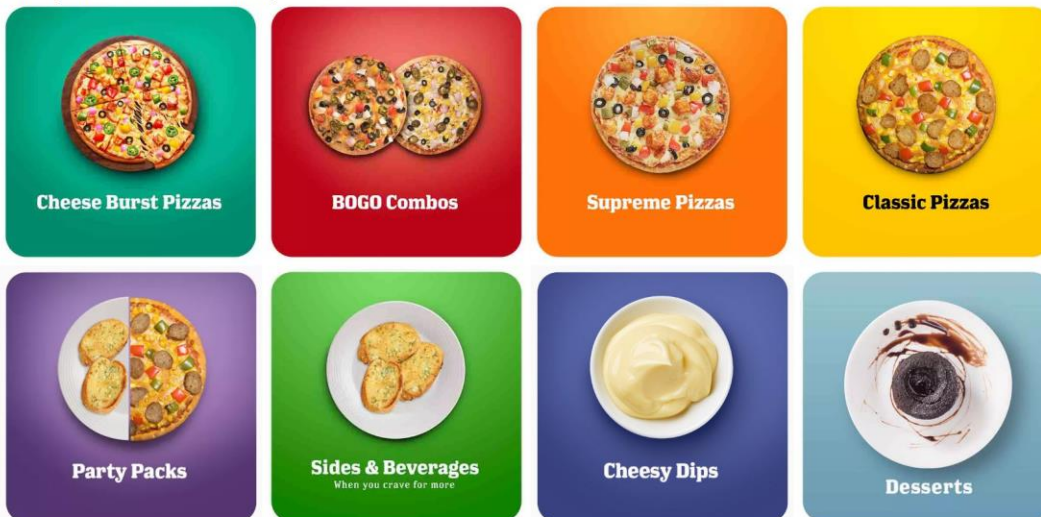 Cheese Burst Pizzas
BOGO Combos
Supreme Pizzas
Classic Pizzas
Party Packs
Sides & Beverages
When you crave for more
Cheesy Dips
Desserts